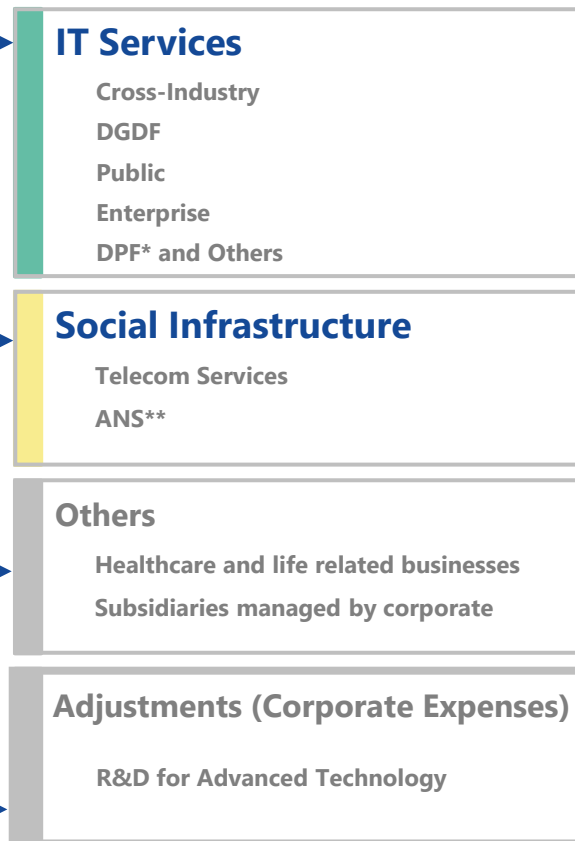 IT Services
Cross-Industry
DGDF
Public
Enterprise
DPF* and Others
Social Infrastructure
Telecom Services
ANS**
Others
Healthcare and life related businesses
Subsidiaries managed by corporate
Adjustments (Corporate Expenses)
R&D for Advanced Technology